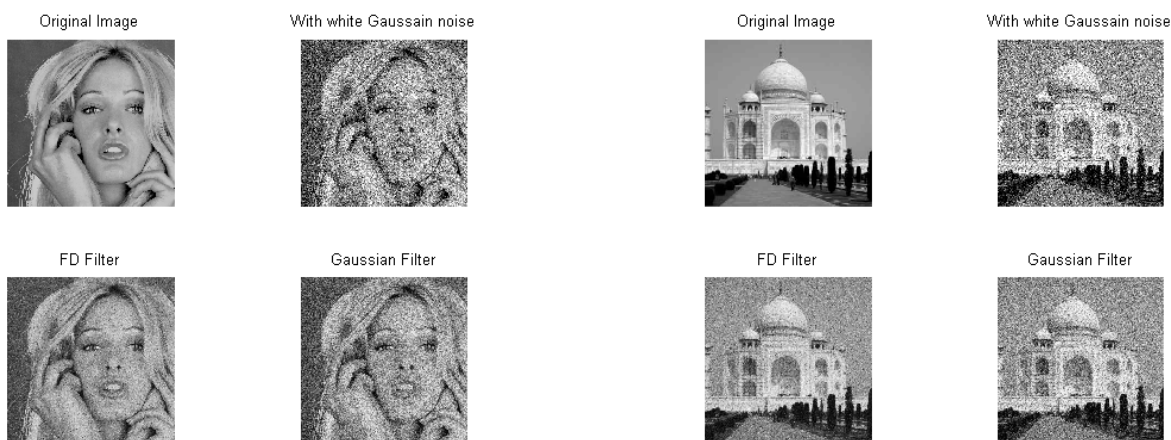 Original Image
With white Gaussain noise
Original Image
With white Gaussain noise
FD Filter
Gaussian Filter
FD Filter
Gaussian Filter